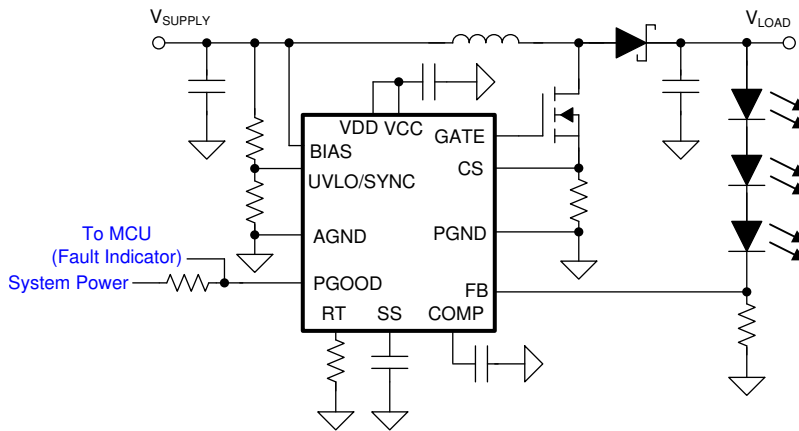 VSUPPLY
VLOAD
VDD VCC
GATE
BIAS
CS
UVLO/SYNC
To MCU
(Fault Indicator)
System Power
AGND
PGND
PGOOD
FB
RT SS COMP